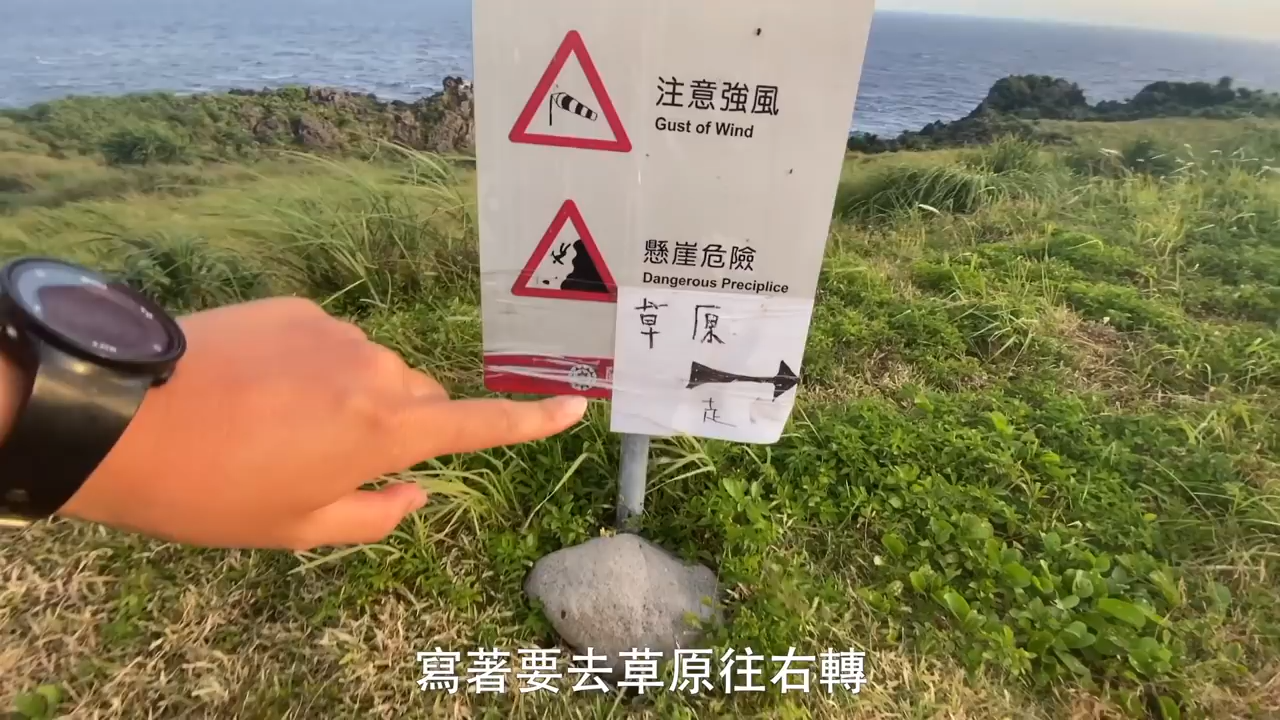 注意強風
Gust of Wind
懸崖危險
Dangerous Preciplice
草原
走
寫著要去草原往右轉